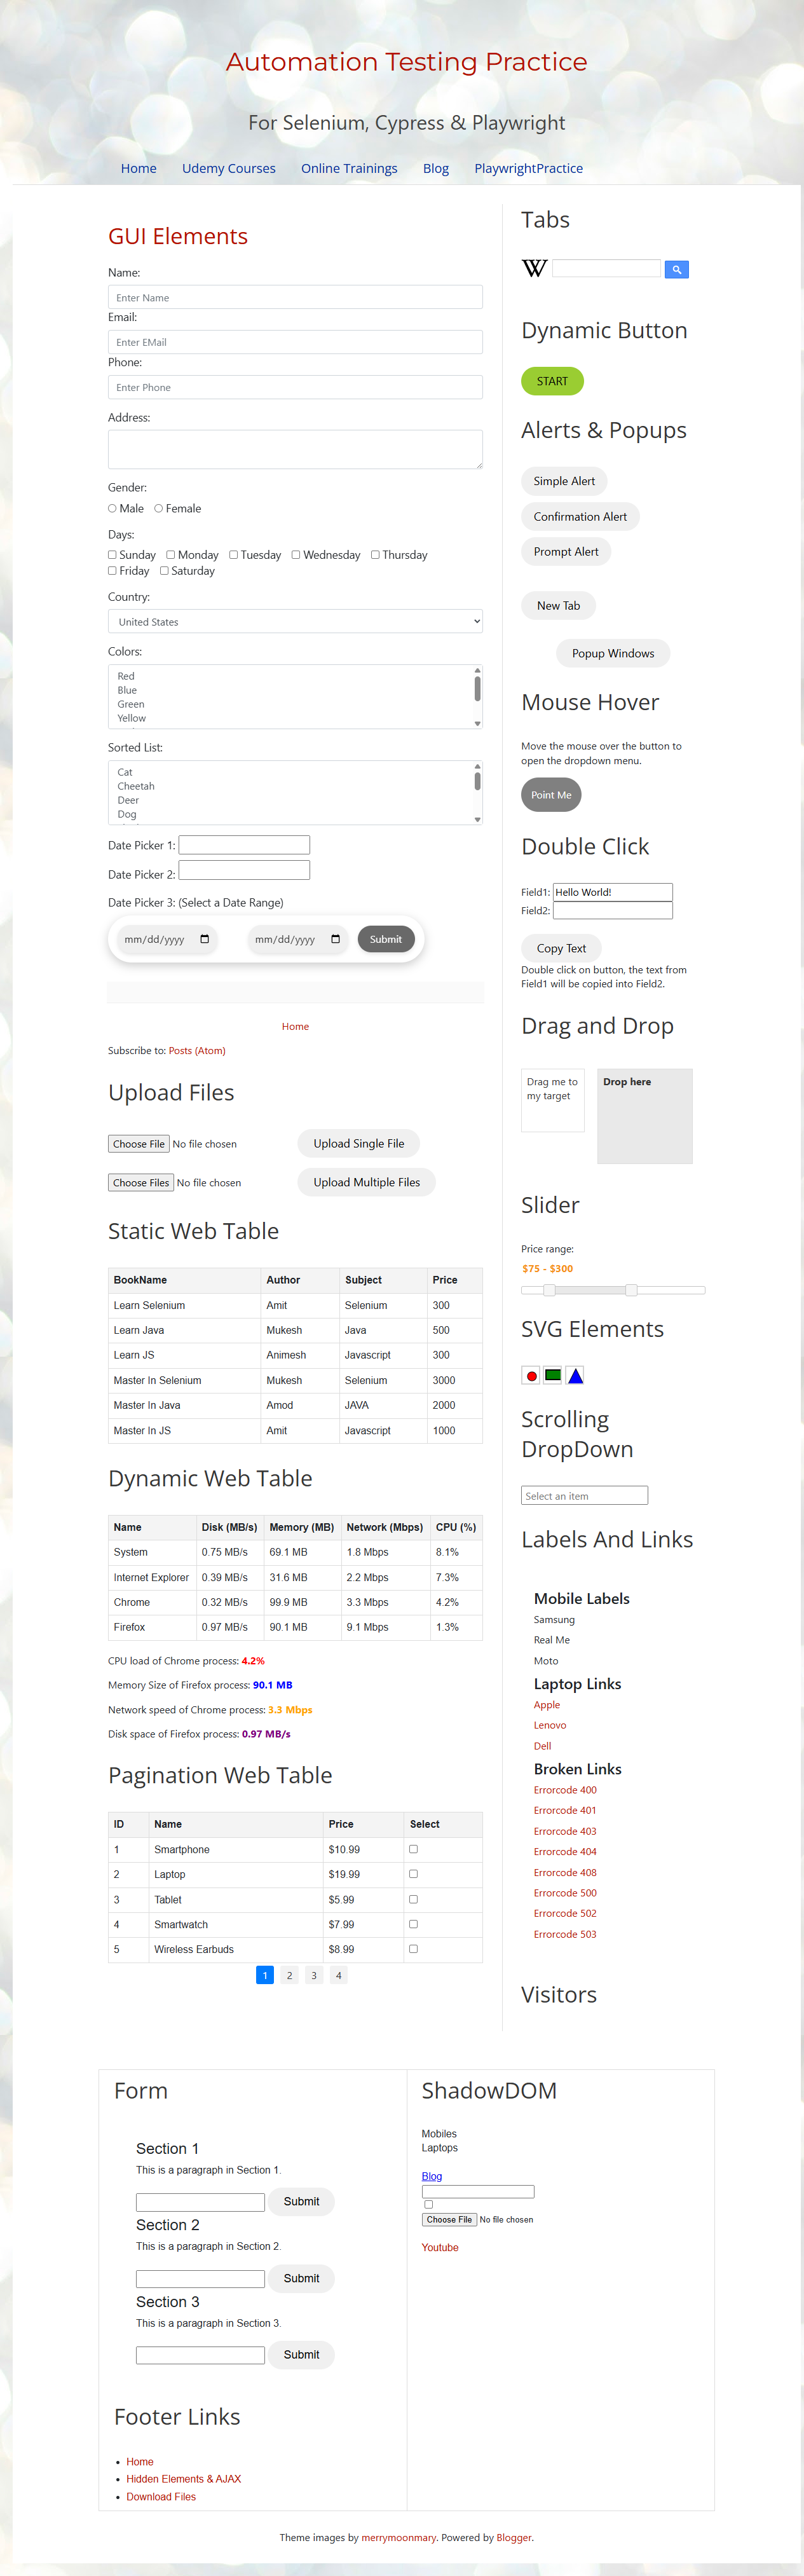 Automation Testing Practice
For Selenium, Cypress & Playwright
Home Udemy Courses Online Trainings Blog PlaywrightPractice
GUI Elements
Name:
Enter Name
Email:
Enter EMail
Phone:
Enter Phone
Address:
Gender:
Male Female
Days:
Sunday Monday Tuesday Wednesday Thursday
Friday Saturday
Country:
United States
Colors:
Red
Blue
Green
Yellow
Sorted List:
Cat
Cheetah
Deer
Dog
Date Picker 1:
Date Picker 2:
Date Picker 3: (Select a Date Range)
mm/dd/yyyy mm/dd/yyyy Submit
Home
Subscribe to: Posts (Atom)
Upload Files
Choose File No file chosen Upload Single File
Choose Files No file chosen Upload Multiple Files
Static Web Table
BookName Author Subject Price
Learn Selenium Amit Selenium 300
Learn Java Mukesh Java 500
Learn JS Animesh Javascript 300
Master In Selenium Mukesh Selenium 3000
Master In Java Amod JAVA 2000
Master In JS Amit Javascript 1000
Dynamic Web Table
Name Disk (MB/s) Memory (MB) Network (Mbps) CPU (%)
System 0.75 MB/s 69.1 MB 1.8 Mbps 8.1%
Internet Explorer 0.39 MB/s 31.6 MB 2.2 Mbps 7.3%
Chrome 0.32 MB/s 99.9 MB 3.3 Mbps 4.2%
Firefox 0.97 MB/s 90.1 MB 9.1 Mbps 1.3%
CPU load of Chrome process: 4.2%
Memory Size of Firefox process: 90.1 MB
Network speed of Chrome process: 3.3 Mbps
Disk space of Firefox process: 0.97 MB/s
Pagination Web Table
ID Name Price Select
1 Smartphone $10.99
2 Laptop $19.99
3 Tablet $5.99
4 Smartwatch $7.99
5 Wireless Earbuds $8.99
1 2 3 4
Tabs
W
Dynamic Button
START
Alerts & Popups
Simple Alert
Confirmation Alert
Prompt Alert
New Tab
Popup Windows
Mouse Hover
Move the mouse over the button to
open the dropdown menu.
Point Me
Double Click
Field1: Hello World!
Field2:
Copy Text
Double click on button, the text from
Field1 will be copied into Field2.
Drag and Drop
Drag me to
my target
Drop here
Slider
Price range:
$75 - $300
SVG Elements
Scrolling
DropDown
Select an item
Labels And Links
Mobile Labels
Samsung
Real Me
Moto
Laptop Links
Apple
Lenovo
Dell
Broken Links
Errorcode 400
Errorcode 401
Errorcode 403
Errorcode 404
Errorcode 408
Errorcode 500
Errorcode 502
Errorcode 503
Visitors
Form
Section 1
This is a paragraph in Section 1.
Submit
Section 2
This is a paragraph in Section 2.
Submit
Section 3
This is a paragraph in Section 3.
Submit
Footer Links
Home
Hidden Elements & AJAX
Download Files
ShadowDOM
Mobiles
Laptops
Blog
Choose File No file chosen
Youtube
Theme images by merrymoonmary. Powered by Blogger.